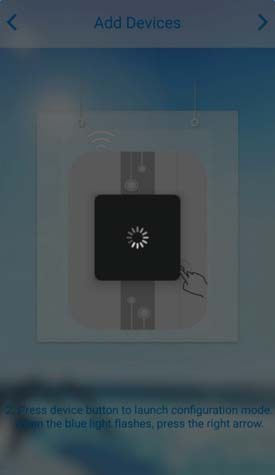 Add Devices
2. Press device button to launch configuration mode.
When the blue light flashes, press the right arrow.